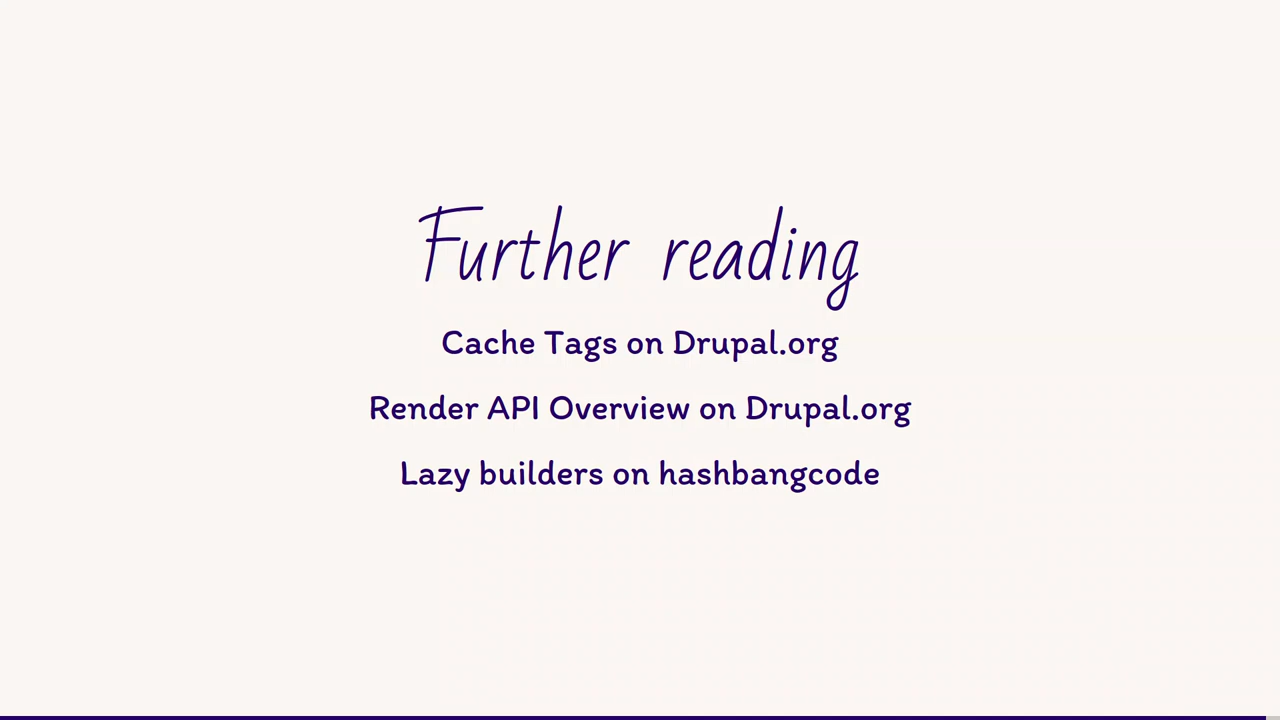 Further reading
Cache Tags on Drupal.org
Render API Overview on Drupal.org
Lazy builders on hashbangcode